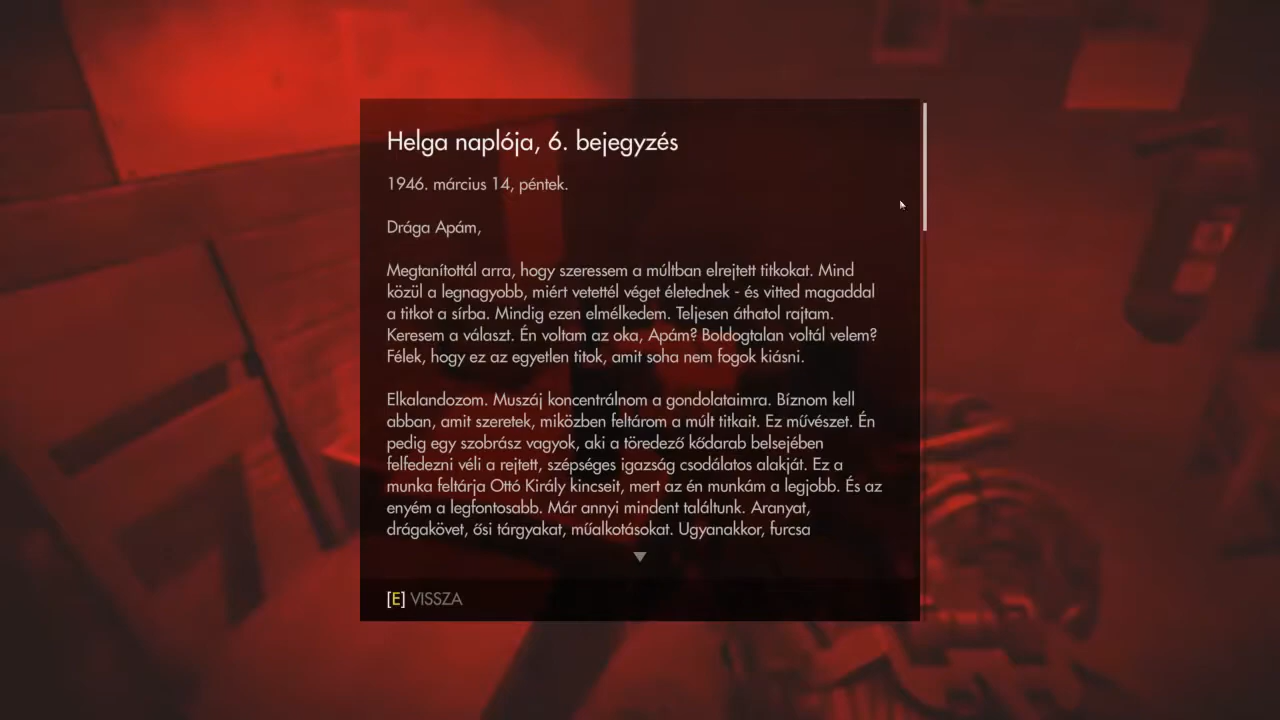 Helga naplója, 6. bejegyzés
1946. március 14, péntek.
Drága Apám,
Megtanítottál arra, hogy szeressem a múltban elrejtett titkokat. Mind
közül a legnagyobb, miért vetettél véget életednek - és vitted magaddal
a titkot a sírba. Mindig ezen elmélkedem. Teljesen áthatol rajtam.
Keresem a választ. Én voltam az oka, Apám? Boldogtalan voltál velem?
Félek, hogy ez az egyetlen titok, amit soha nem fogok kiásni.
Elkalandozom. Muszáj koncentrálnom a gondolataimra. Bíznom kell
abban, amit szeretek, miközben feltárom a múlt titkait. Ez művészet. Én
pedig egy szobrász vagyok, aki a töredező kődarab belsejében
felfedezni véli a rejtett, szépséges igazság csodálatos alakját. Ez a
munka feltárja Ottó Király kincseit, mert az én munkám a legjobb. És az
enyém a legfontosabb. Már annyi mindent találtunk. Aranyat,
drágakövet, ősi tárgyakat, műalkotásokat. Ugyanakkor, furcsa
[E] VISSZA